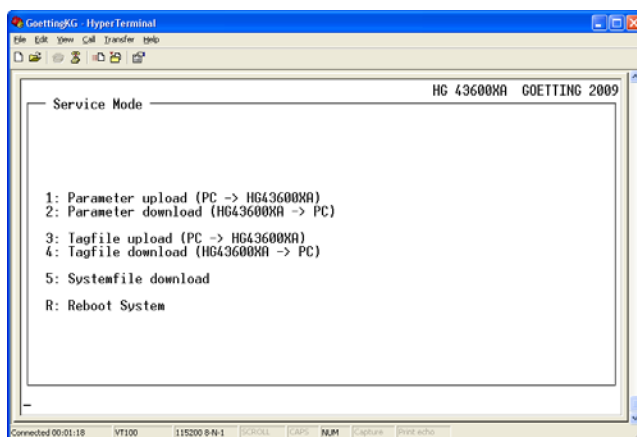 GoettingKG - HyperTerminal
File Edit View Call Transfer Help
HG 43600XA GOETTING 2009
Service Mode
1: Parameter upload (PC -> HG43600XA)
2: Parameter download (HG43600XA -> PC)
3: Tagfile upload (PC -> HG43600XA)
4: Tagfile download (HG43600XA -> PC)
5: Systemfile download
R: Reboot System
Connected 00:01:18 VT100 115200 8-N-1 SCROLL CAPS NUM Capture Print echo